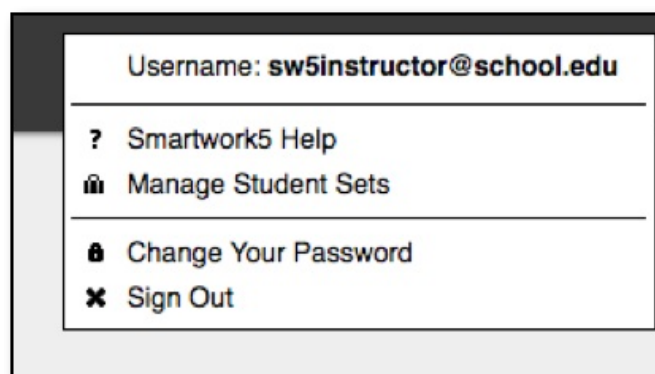 Username: sw5instructor@school.edu
? Smartwork5 Help
Manage Student Sets
Change Your Password
Sign Out